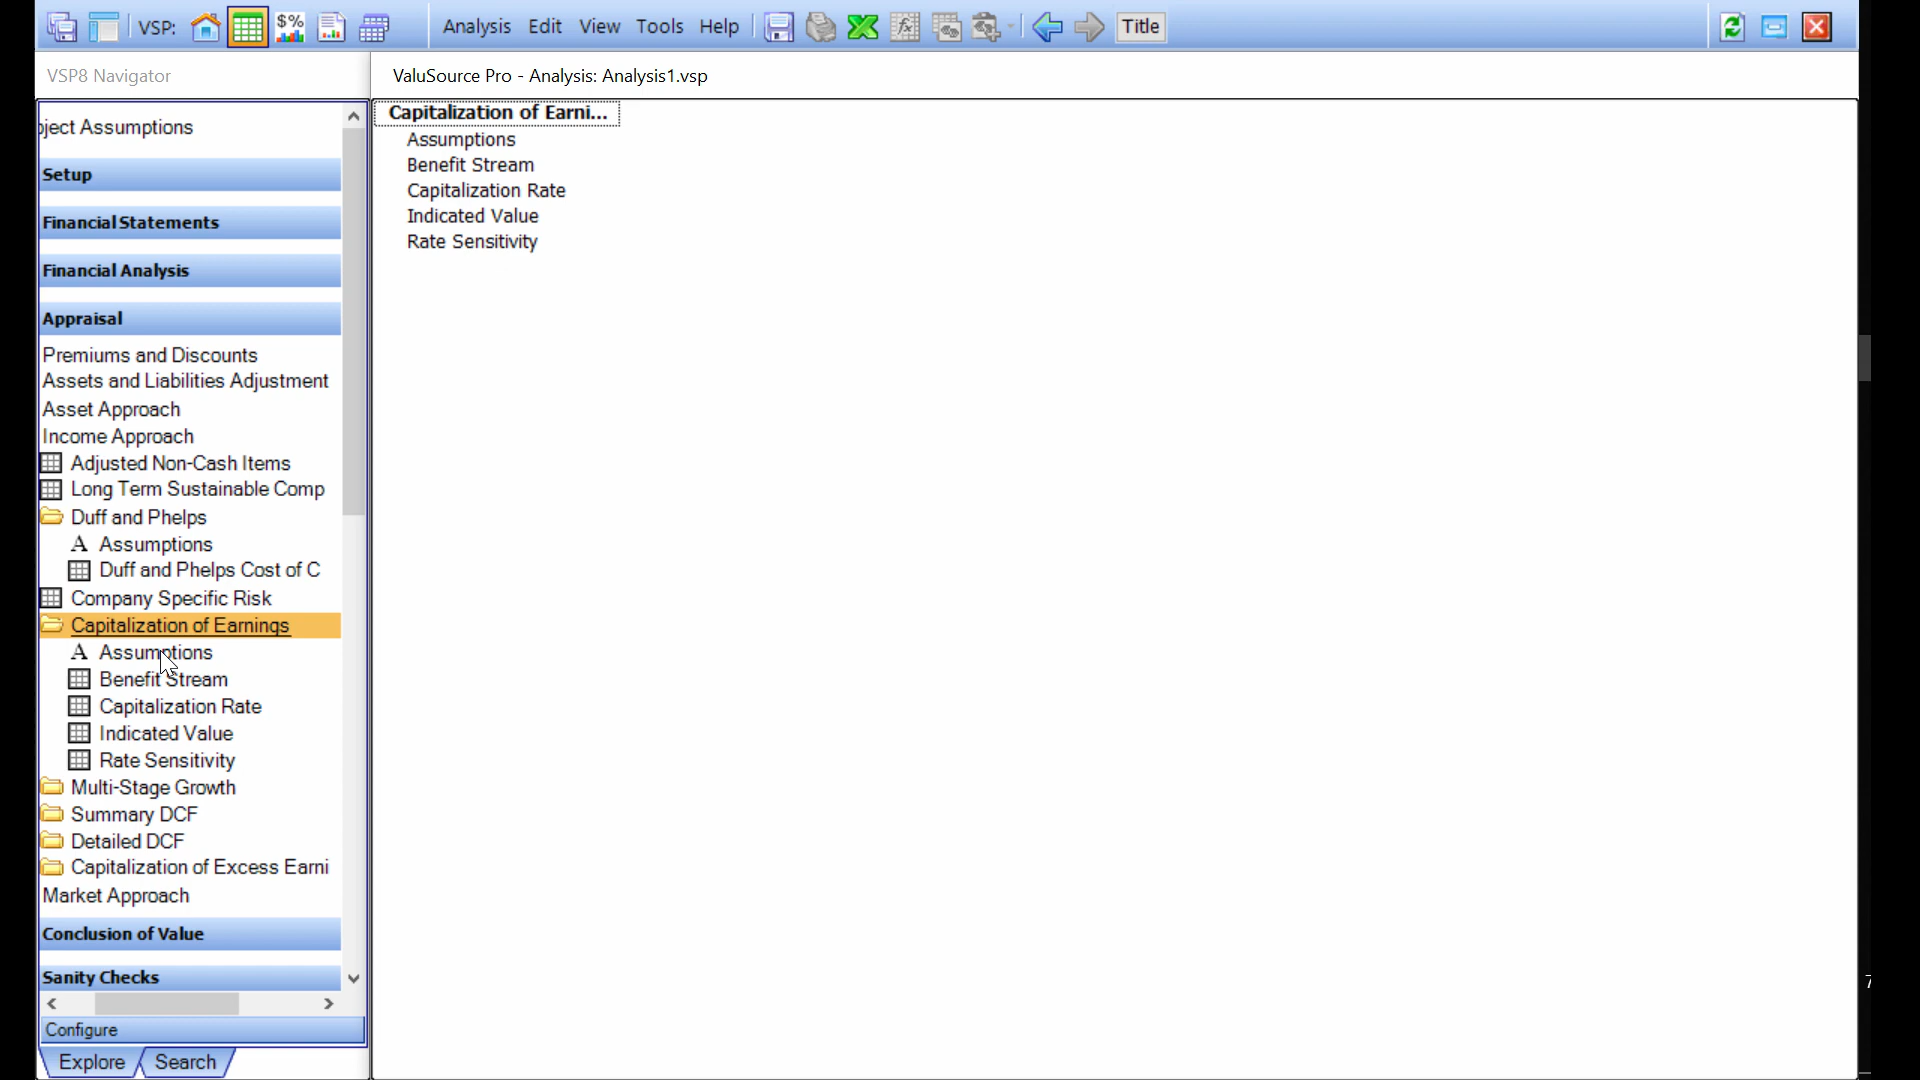 VSP: Analysis Edit View Tools Help Title
VSP8 Navigator
ValuSource Pro - Analysis: Analysis1.vsp
ject Assumptions
Setup
Financial Statements
Financial Analysis
Appraisal
Premiums and Discounts
Assets and Liabilities Adjustment
Asset Approach
Income Approach
Adjusted Non-Cash Items
Long Term Sustainable Comp
Duff and Phelps
A Assumptions
Duff and Phelps Cost of C
Company Specific Risk
Capitalization of Earnings
A Assumptions
Benefit Stream
Capitalization Rate
Indicated Value
Rate Sensitivity
Multi-Stage Growth
Summary DCF
Detailed DCF
Capitalization of Excess Earni
Market Approach
Conclusion of Value
Sanity Checks
Configure
Explore Search
Capitalization of Earni...
Assumptions
Benefit Stream
Capitalization Rate
Indicated Value
Rate Sensitivity